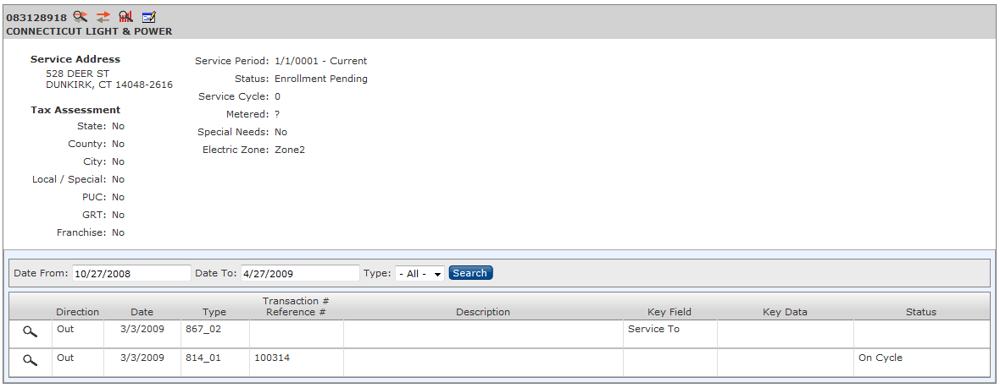 083128918
CONNECTICUT LIGHT & POWER
Service Address
528 DEER ST
DUNKIRK, CT 14048-2616
Tax Assessment
State: No
County: No
City: No
Local / Special: No
PUC: No
GRT: No
Franchise: No
Service Period: 1/1/0001 - Current
Status: Enrollment Pending
Service Cycle: 0
Metered: ?
Special Needs: No
Electric Zone: Zone2
Date From: 10/27/2008 Date To: 4/27/2009 Type: - All - Search
Direction Date Type Transaction # Reference # Description Key Field Key Data Status
Out 3/3/2009 867_02 Service To
Out 3/3/2009 814_01 100314 On Cycle